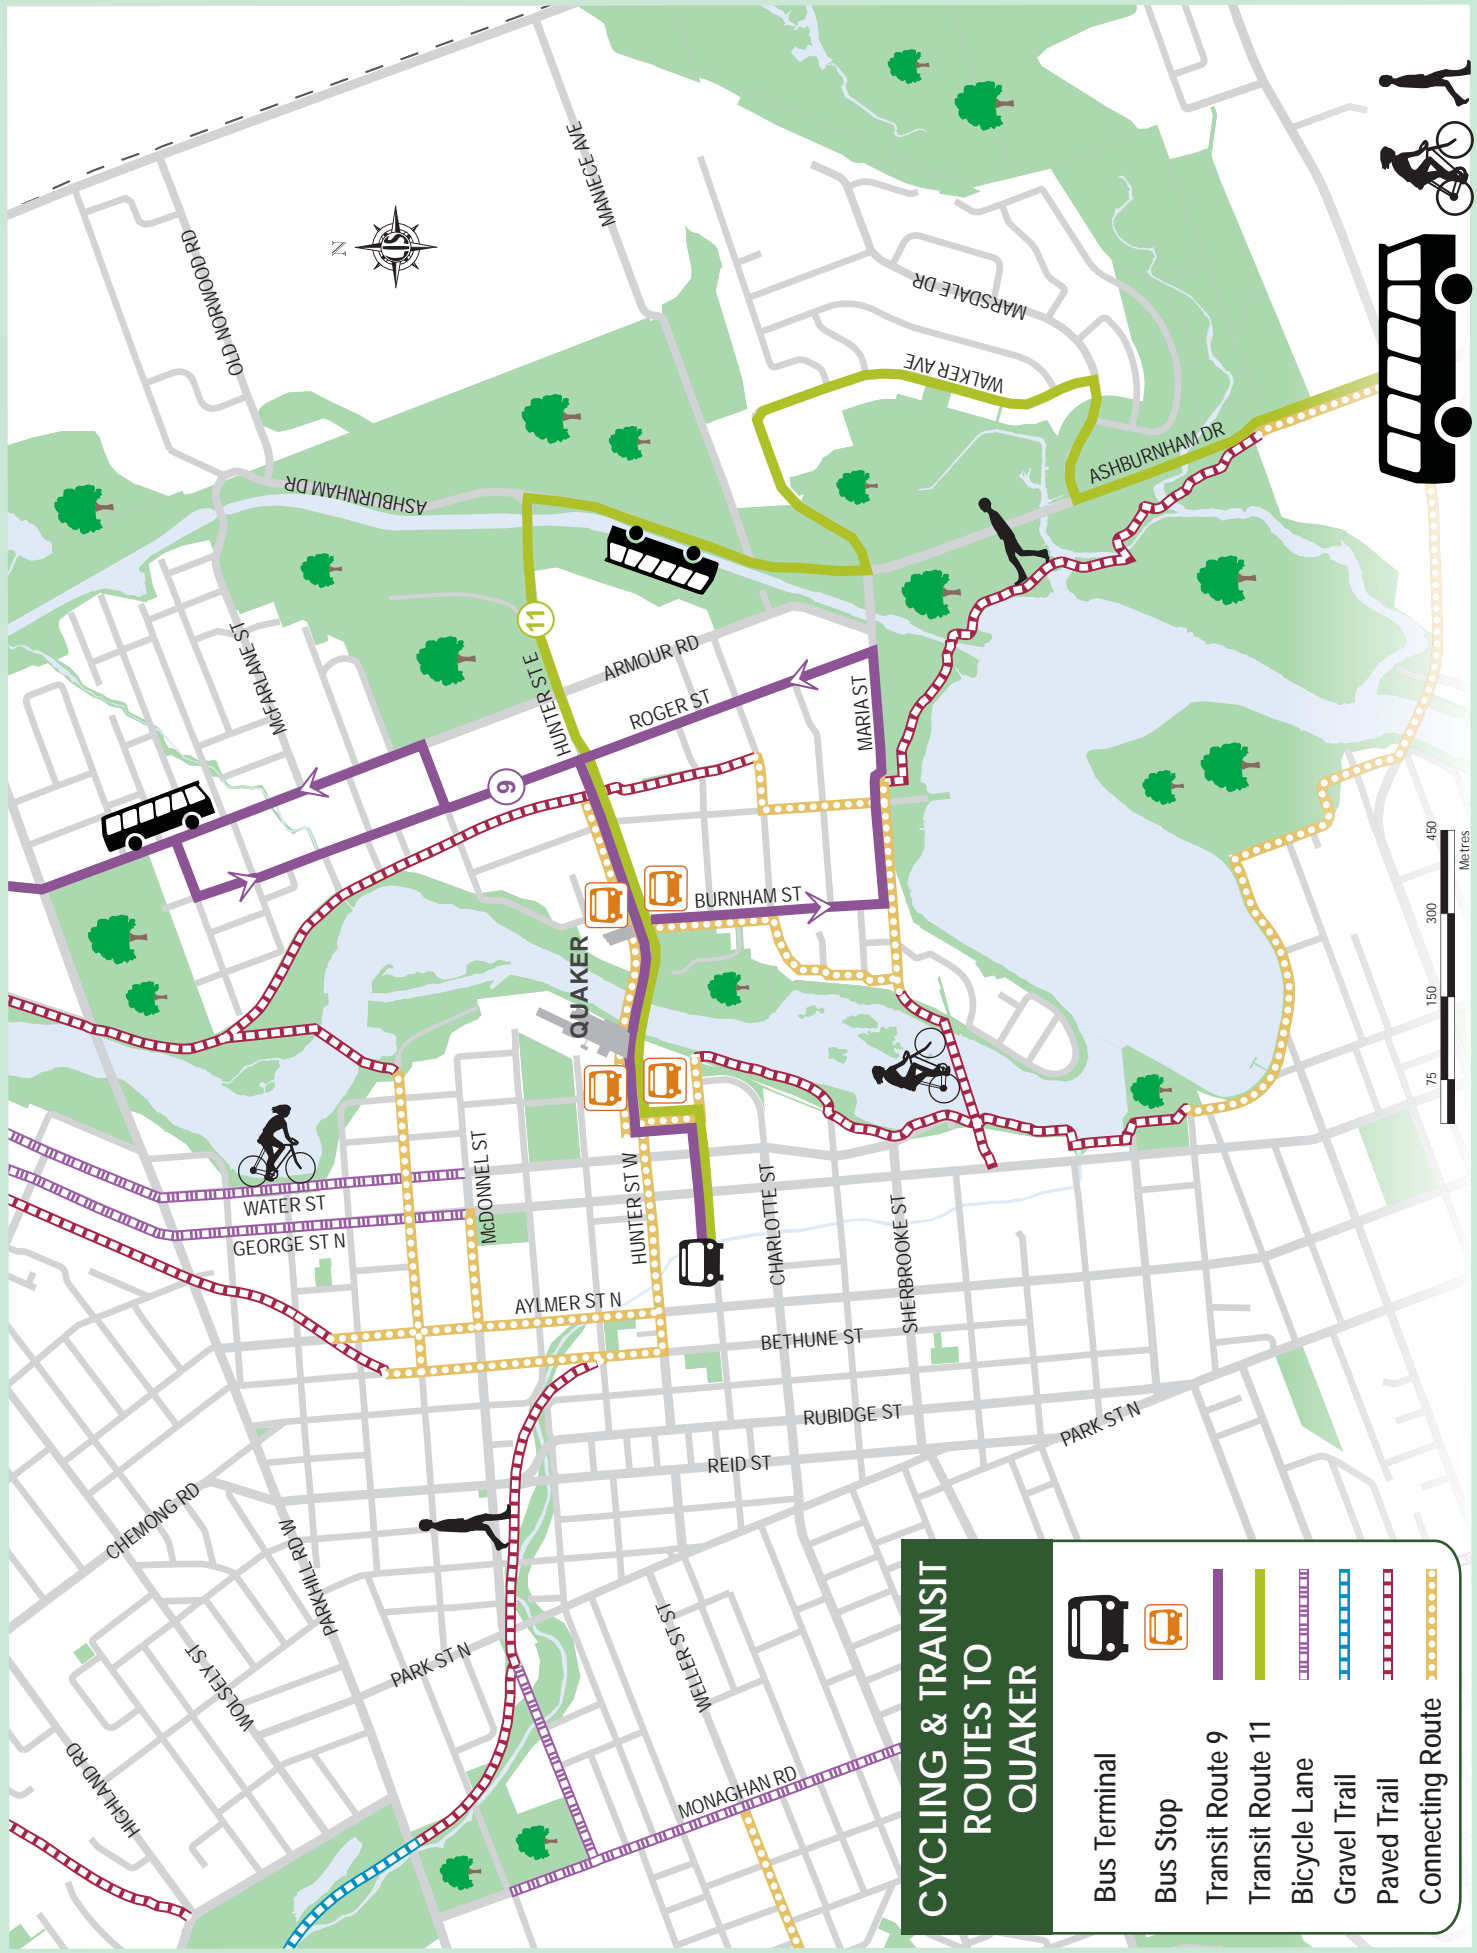 CYCLING & TRANSIT
ROUTES TO
QUAKER
Bus Terminal
Bus Stop
Transit Route 9
Transit Route 11
Bicycle Lane
Gravel Trail
Paved Trail
Connecting Route
HIGHLAND RD
WOLSELY ST
CHEMONG RD
PARKHILL RD W
PARK ST N
WELLER ST ST
MONAGHAN RD
REID ST
RUBIDGE ST
PARK ST N
BETHUNE ST
AYLMER ST N
GEORGE ST N
WATER ST
McDONNEL ST
HUNTER ST W
CHARLOTTE ST
SHERBROOKE ST
QUAKER
BURNHAM ST
9
11
HUNTER ST E
ROGER ST
ARMOUR RD
MARIA ST
McFARLANE ST
ASHBURNHAM DR
ASHBURNHAM DR
WALKER AVE
MARSDALE DR
OLD NORWOOD RD
MANIECE AVE
N
GIS
75
150
300
450
Metres